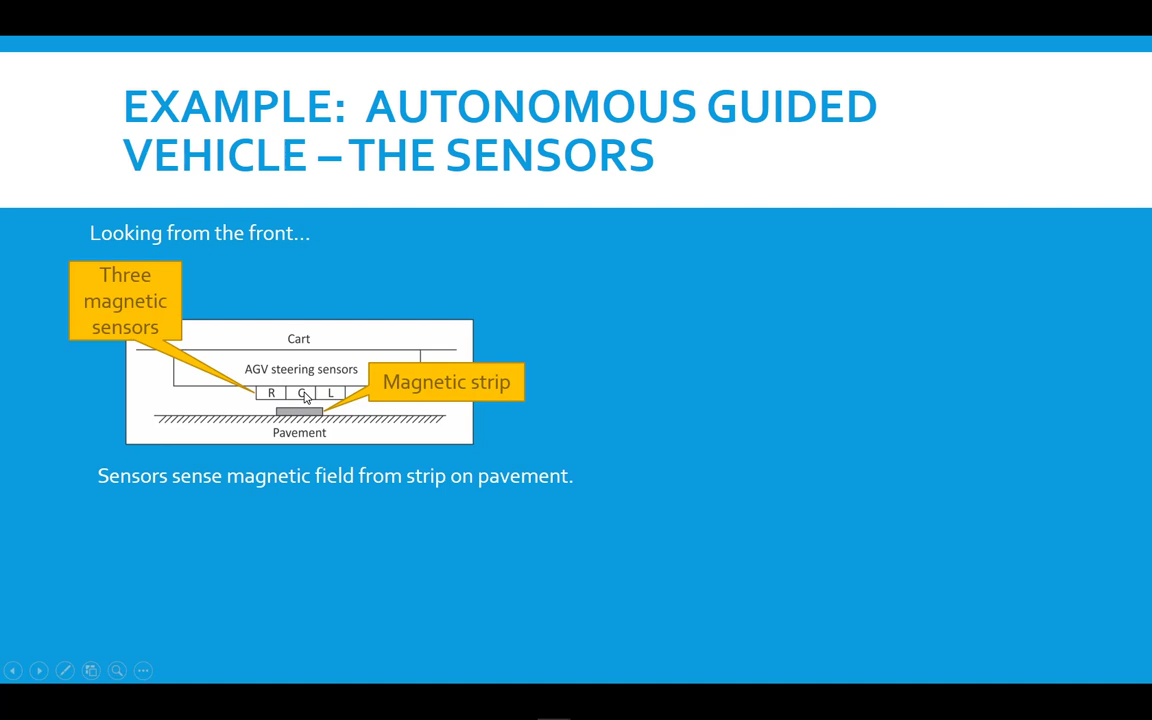 EXAMPLE: AUTONOMOUS GUIDED
VEHICLE – THE SENSORS
Looking from the front...
Three
magnetic
sensors
Cart
AGV steering sensors
Magnetic strip
R C L
Pavement
Sensors sense magnetic field from strip on pavement.